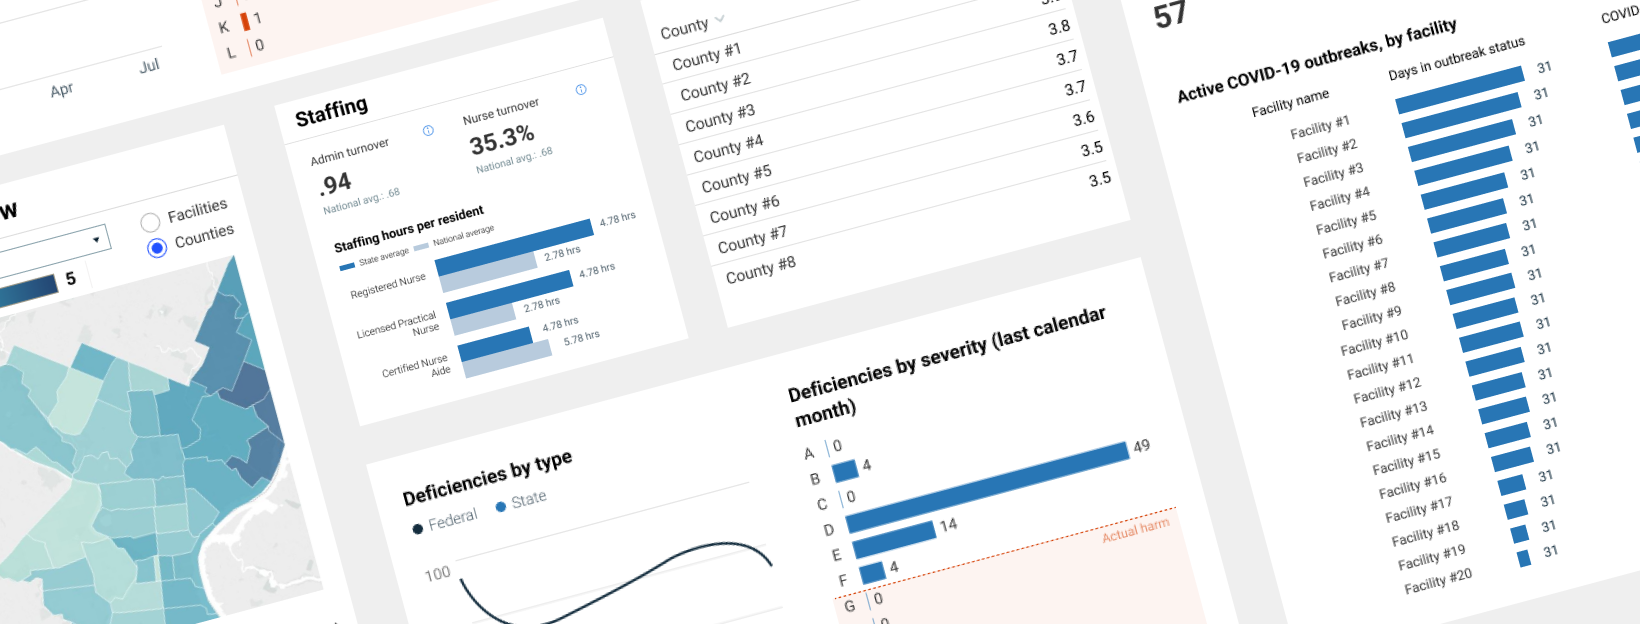 J
K 1
L 0
Apr
Jul
Facilities
Counties
5
Staffing
Admin turnover
.94
National avg.: .68
Nurse turnover
35.3%
National avg.: .68
Staffing hours per resident
State average
National average
Registered Nurse
4.78 hrs
2.78 hrs
Licensed Practical
Nurse
4.78 hrs
2.78 hrs
Certified Nurse
Aide
4.78 hrs
5.78 hrs
County
County #1
County #2 3.8
County #3 3.7
County #4 3.7
County #5 3.6
County #6 3.5
County #7 3.5
County #8
Deficiencies by type
Federal
State
100
Deficiencies by severity (last calendar
month)
A 0
B 4
C 0
D 49
E 14
F 4
Actual harm
G 0
0
57
Active COVID-19 outbreaks, by facility
Facility name
Days in outbreak status
COVID
Facility #1 31
Facility #2 31
Facility #3 31
Facility #4 31
Facility #5 31
Facility #6 31
Facility #7 31
Facility #8 31
Facility #9 31
Facility #10 31
Facility #11 31
Facility #12 31
Facility #13 31
Facility #14 31
Facility #15 31
Facility #16 31
Facility #17 31
Facility #18 31
Facility #19 31
Facility #20 31